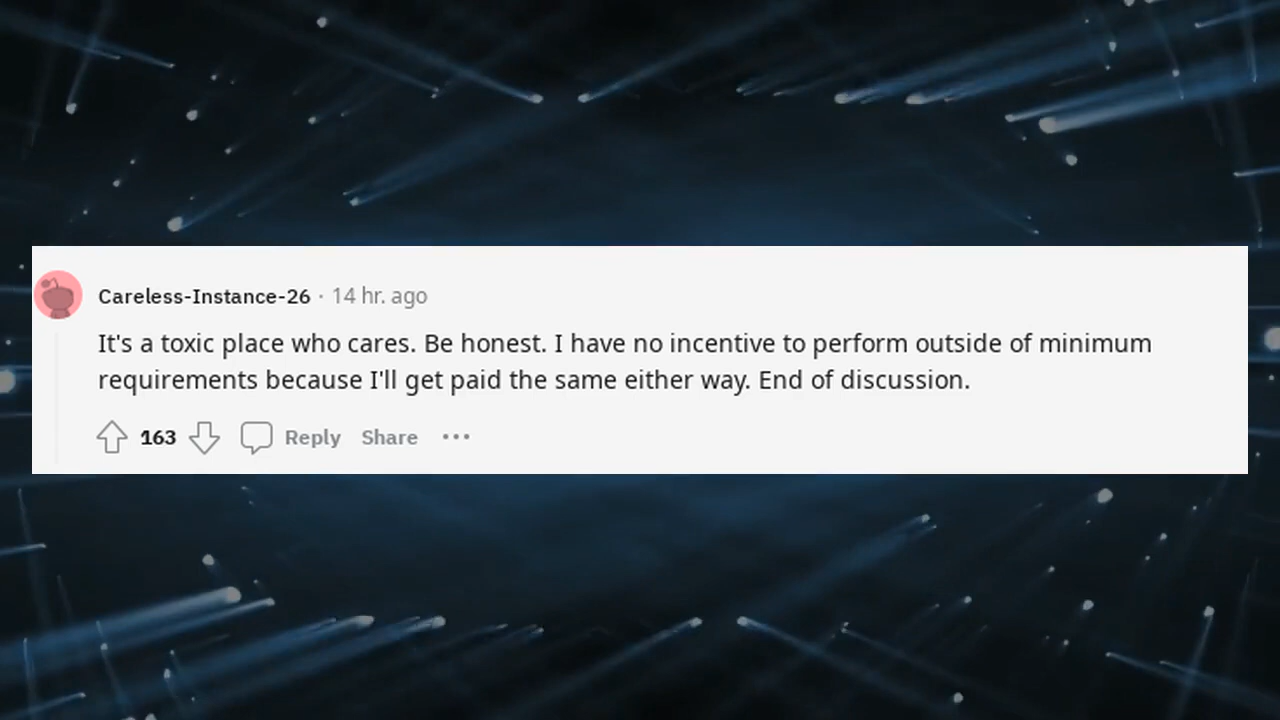 Careless-Instance-26 · 14 hr. ago
It's a toxic place who cares. Be honest. I have no incentive to perform outside of minimum
requirements because I'll get paid the same either way. End of discussion.
163 Reply Share ···